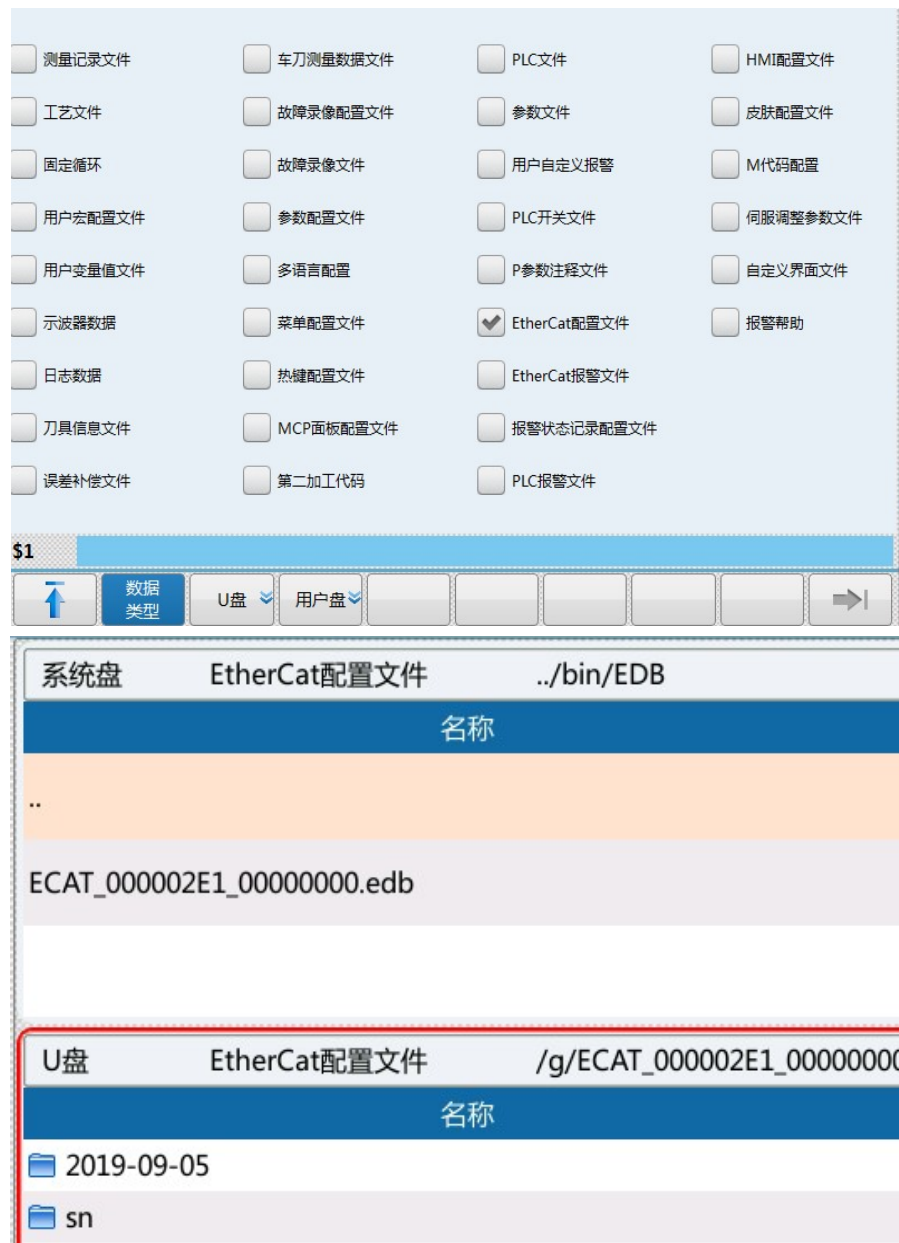 测量记录文件 车刀测量数据文件 PLC文件 HMI配置文件
工艺文件 故障录像配置文件 参数文件 皮肤配置文件
固定循环 故障录像文件 用户自定义报警 M代码配置
用户宏配置文件 参数配置文件 PLC开关文件 伺服调整参数文件
用户变量值文件 多语言配置 P参数注释文件 自定义界面文件
示波器数据 菜单配置文件 EtherCat配置文件 报警帮助
日志数据 热键配置文件 EtherCat报警文件
刀具信息文件 MCP面板配置文件 报警状态记录配置文件
误差补偿文件 第二加工代码 PLC报警文件
$1
数据
类型 U盘 用户盘
系统盘 EtherCat配置文件 ../bin/EDB
名称
..
ECAT_000002E1_00000000.edb
U盘 EtherCat配置文件 /g/ECAT_000002E1_00000000
名称
2019-09-05
sn